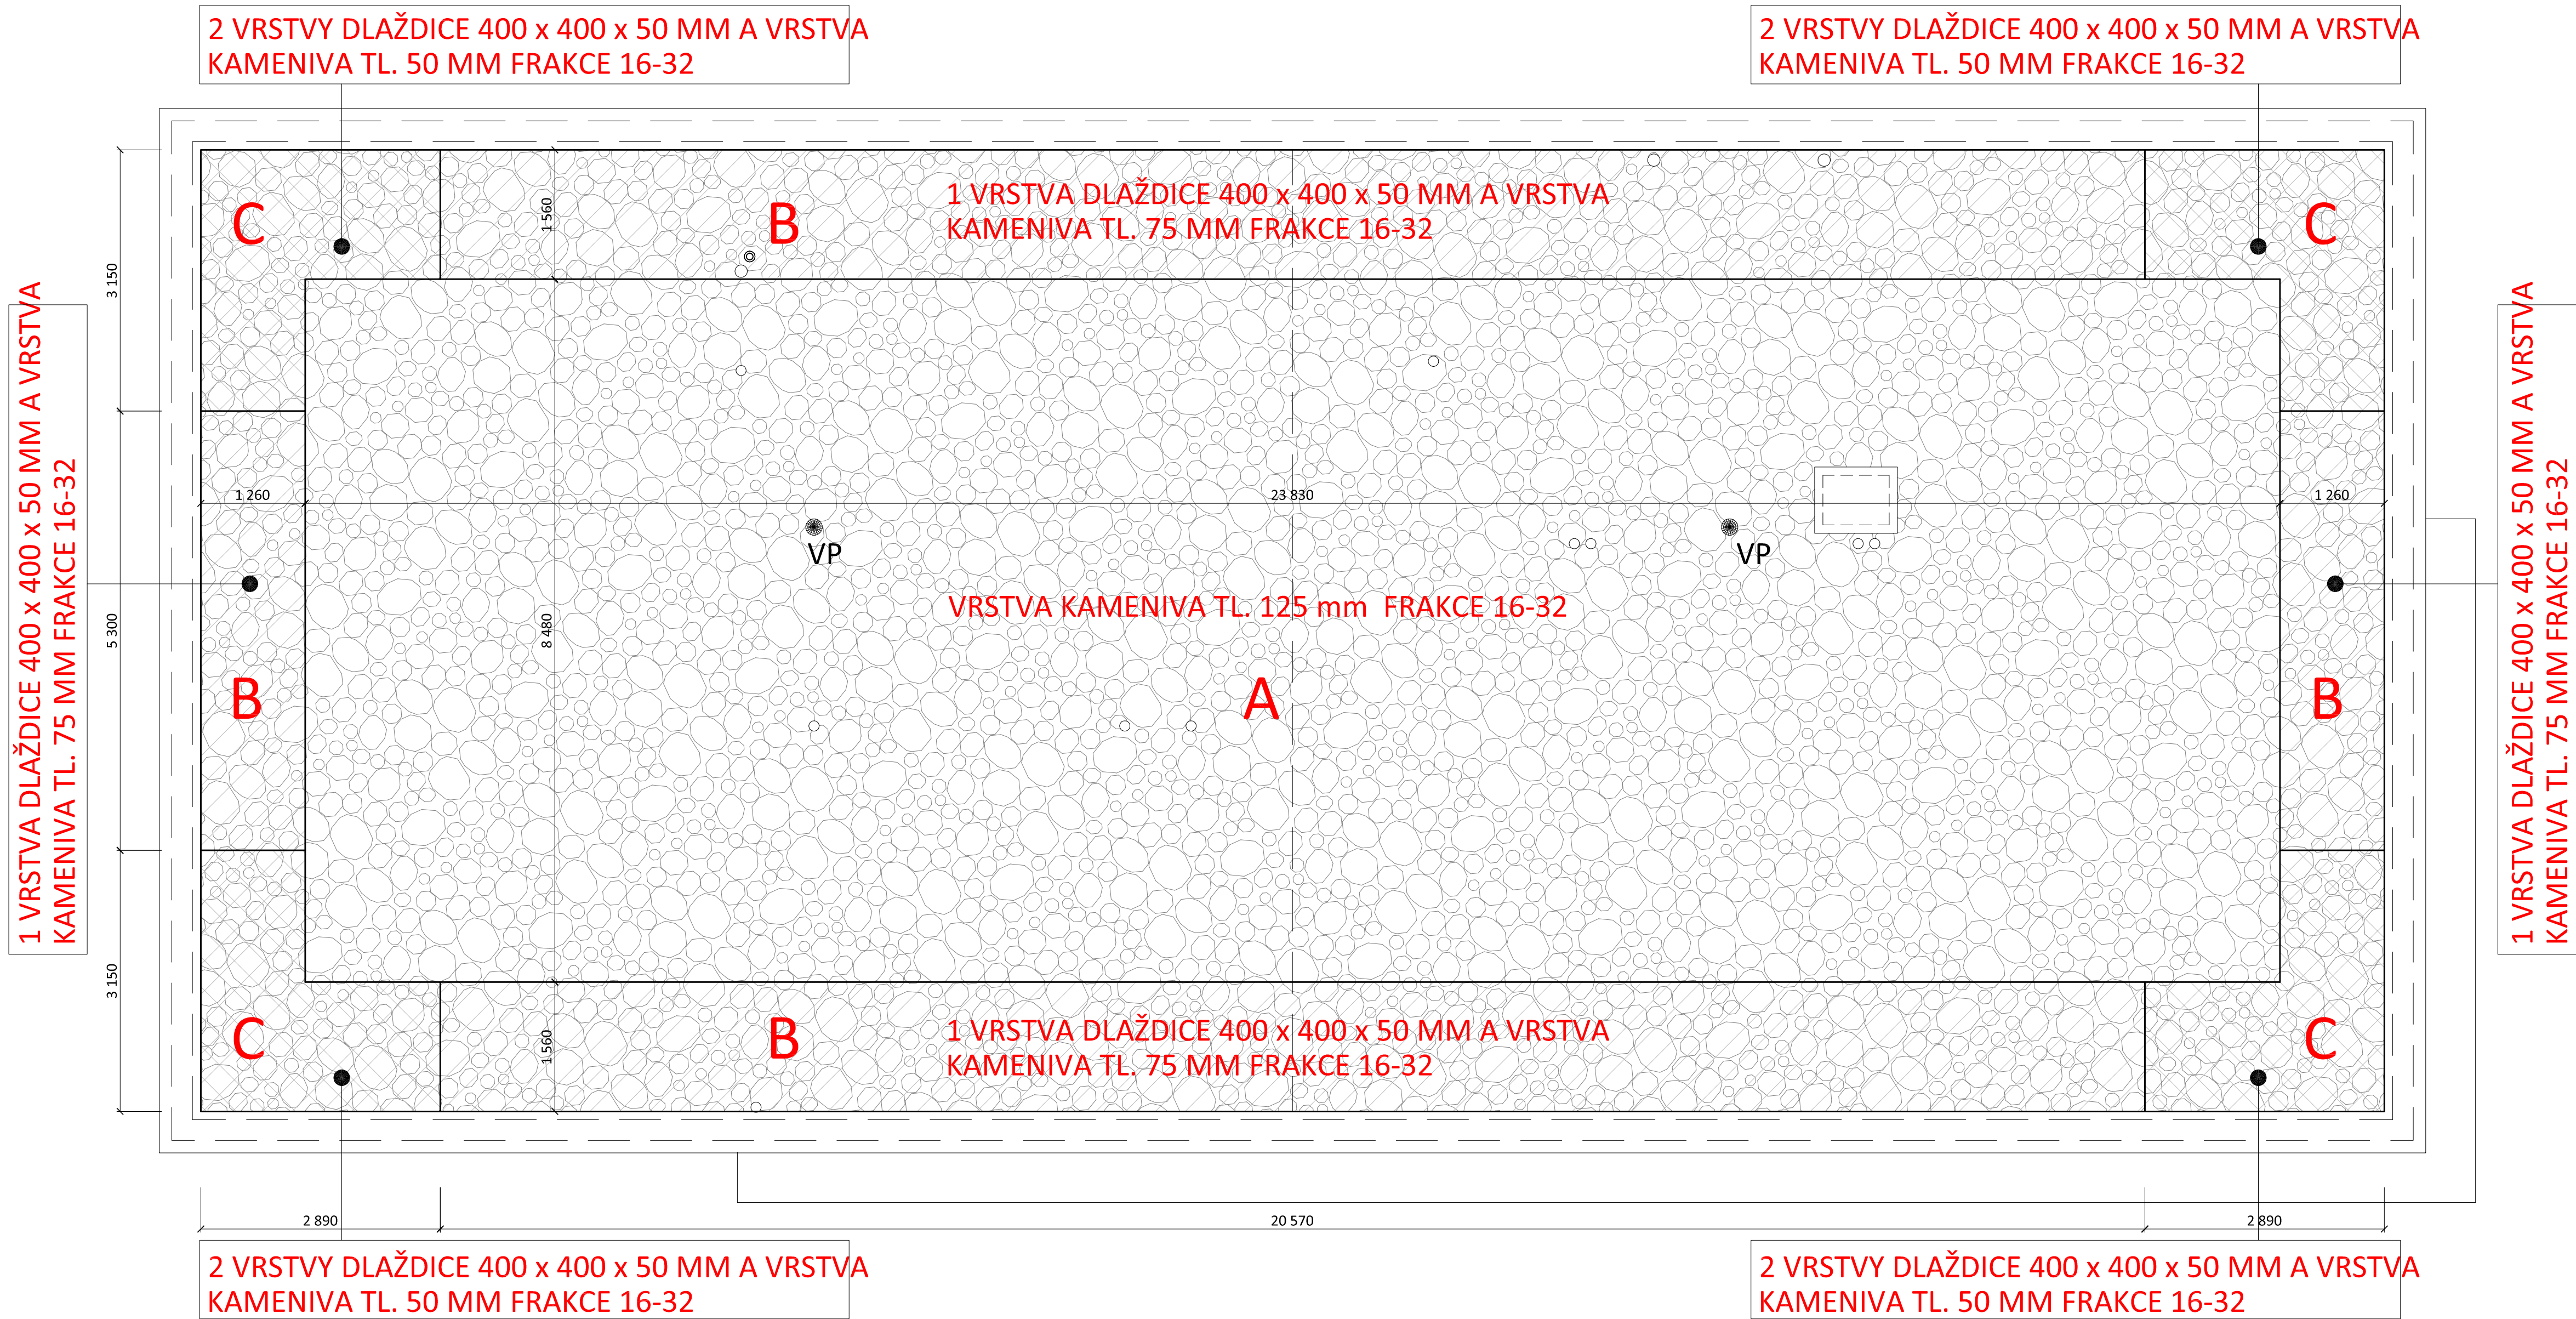 2 VRSTVY DLAŽDICE 400 x 400 x 50 MM A VRSTVA
KAMENIVA TL. 50 MM FRAKCE 16-32
2 VRSTVY DLAŽDICE 400 x 400 x 50 MM A VRSTVA
KAMENIVA TL. 50 MM FRAKCE 16-32
C
B
1 VRSTVA DLAŽDICE 400 x 400 x 50 MM A VRSTVA
KAMENIVA TL. 75 MM FRAKCE 16-32
C
1 560
3 150
1 VRSTVA DLAŽDICE 400 x 400 x 50 MM A VRSTVA
KAMENIVA TL. 75 MM FRAKCE 16-32
1 VRSTVA DLAŽDICE 400 x 400 x 50 MM A VRSTVA
KAMENIVA TL. 75 MM FRAKCE 16-32
1 260
23 830
1 260
VP
VP
5 300
8 480
VRSTVA KAMENIVA TL. 125 mm FRAKCE 16-32
B
A
B
3 150
C
B
1 560
1 VRSTVA DLAŽDICE 400 x 400 x 50 MM A VRSTVA
KAMENIVA TL. 75 MM FRAKCE 16-32
C
2 890
20 570
2 890
2 VRSTVY DLAŽDICE 400 x 400 x 50 MM A VRSTVA
KAMENIVA TL. 50 MM FRAKCE 16-32
2 VRSTVY DLAŽDICE 400 x 400 x 50 MM A VRSTVA
KAMENIVA TL. 50 MM FRAKCE 16-32